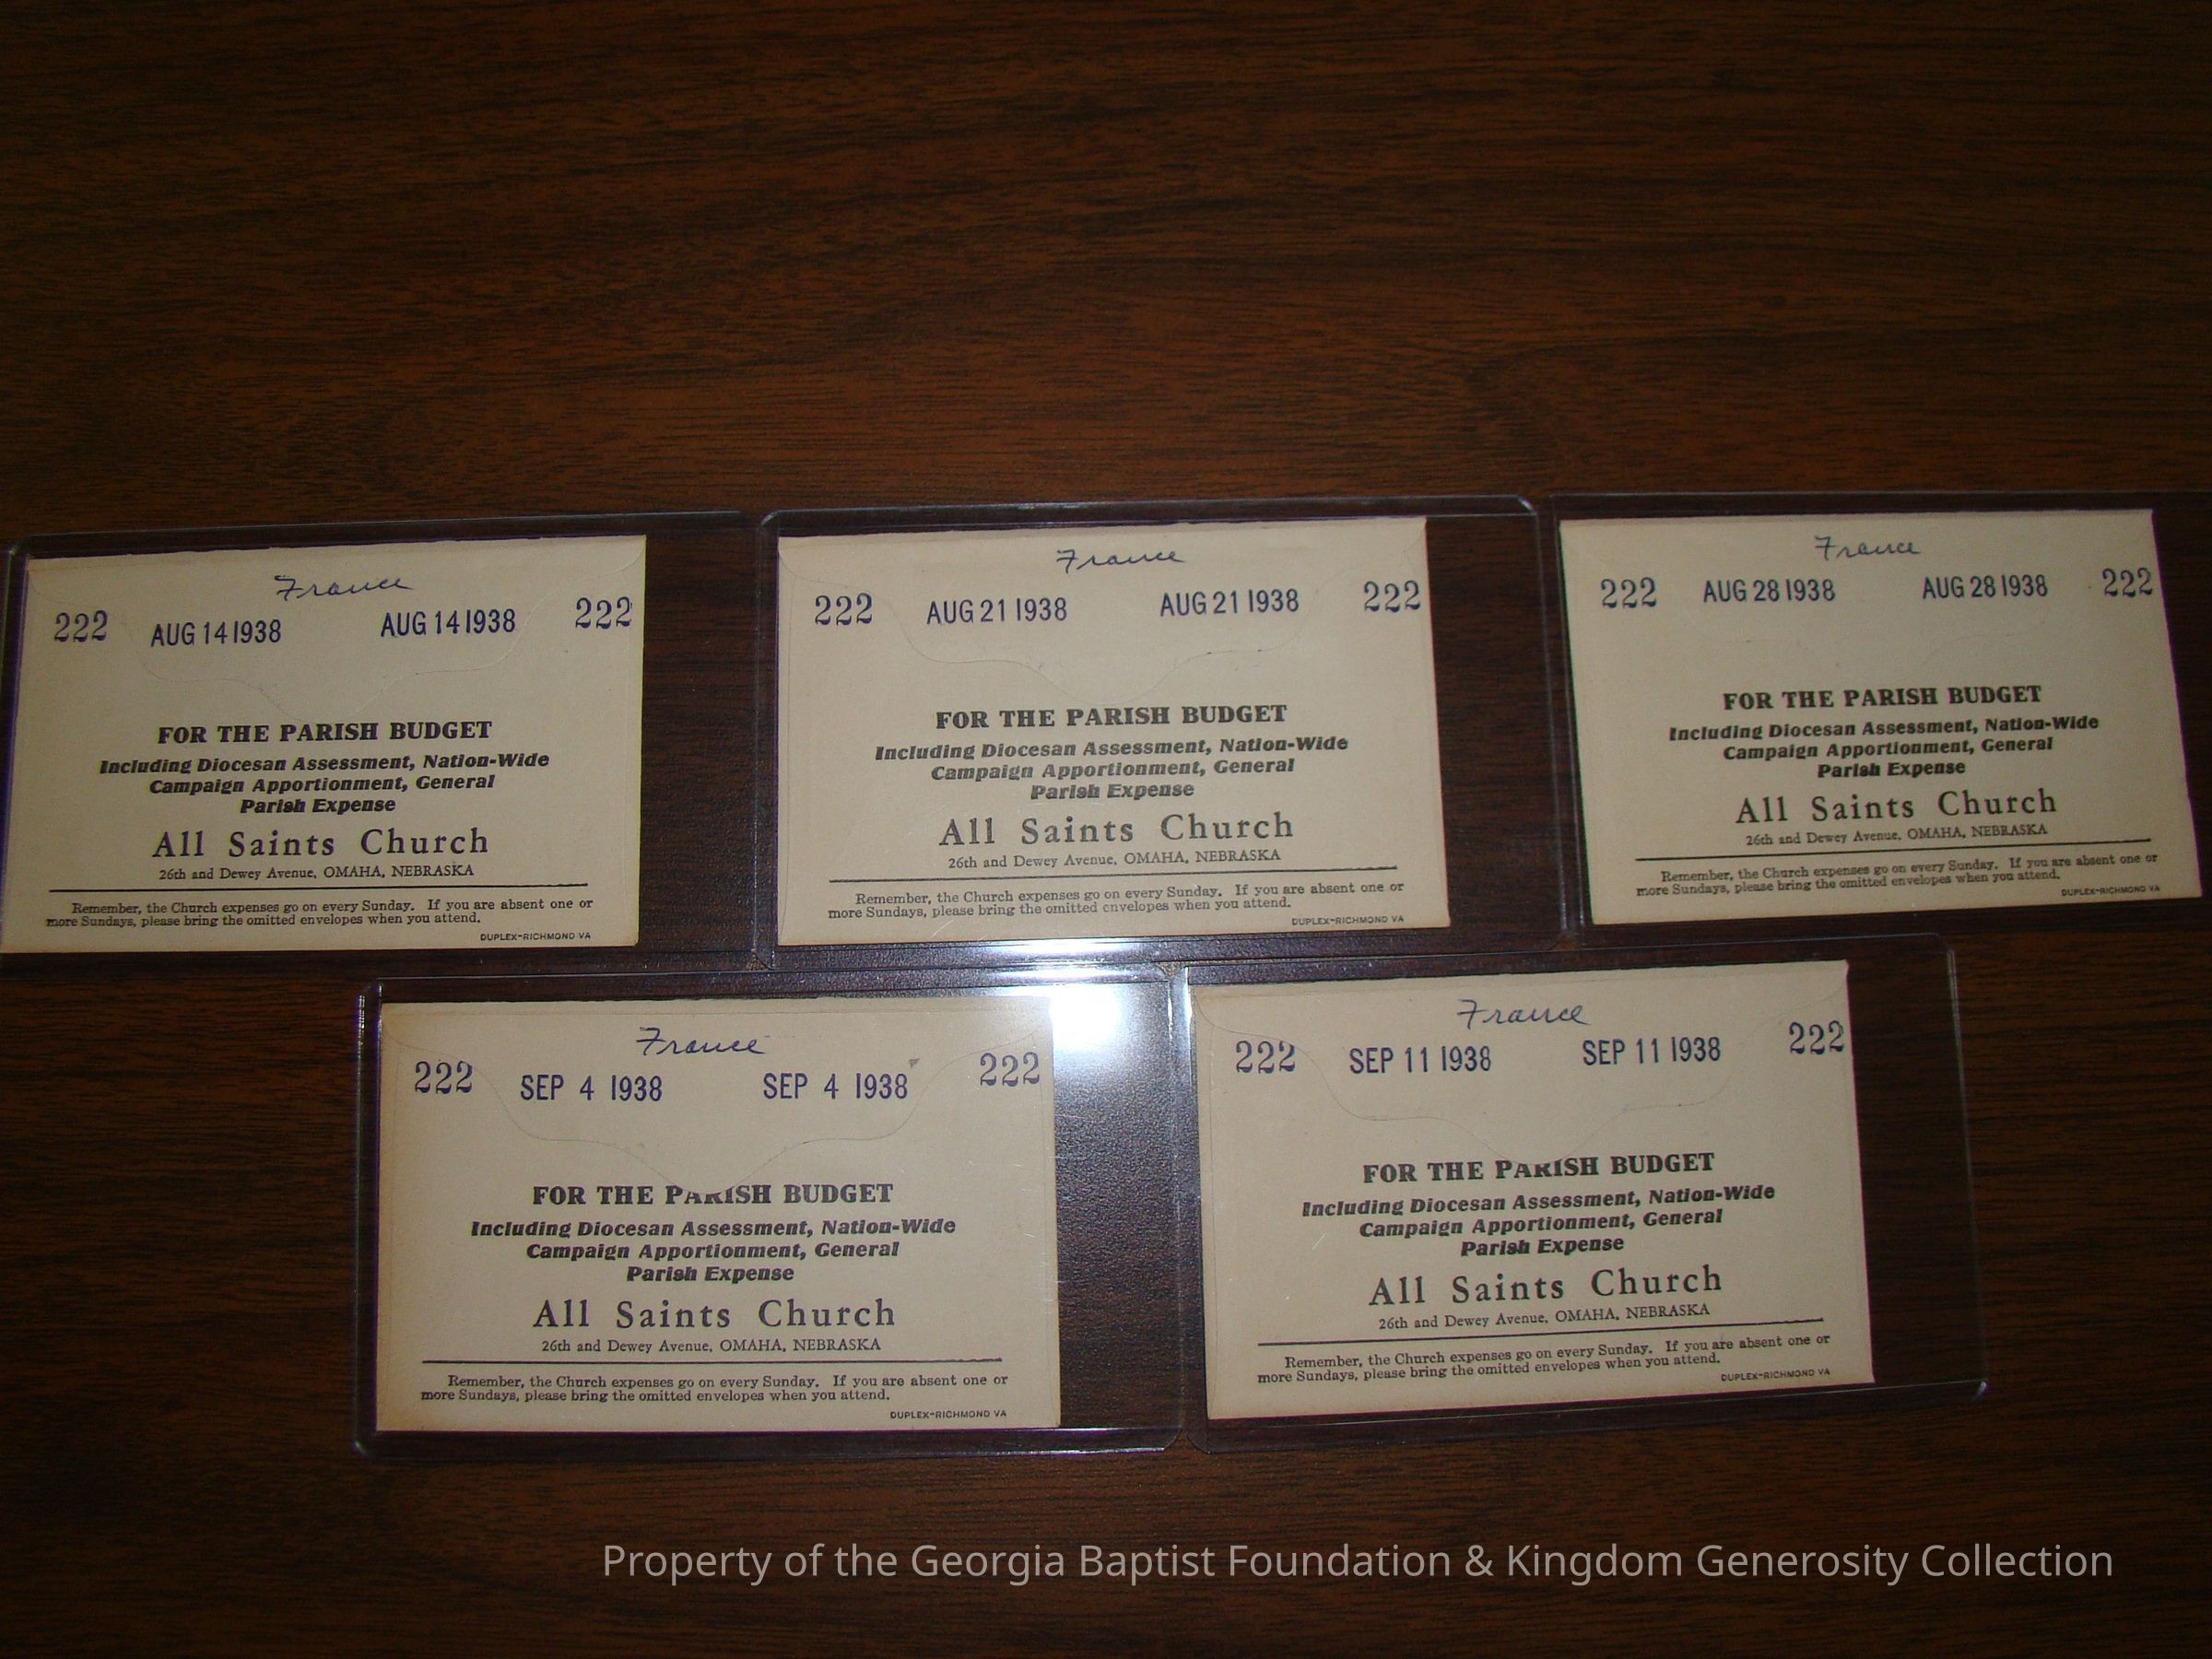 France
222 AUG 14 1938 AUG 14 1938 222
FOR THE PARISH BUDGET
Including Diocesan Assessment, Nation-Wide
Campaign Apportionment, General
Parish Expense
All Saints Church
26th and Dewey Avenue, OMAHA, NEBRASKA
Remember, the Church expenses go on every Sunday. If you are absent one or
more Sundays, please bring the omitted envelopes when you attend.
DUPLEX-RICHMOND VA
France
222 AUG 21 1938 AUG 21 1938 222
FOR THE PARISH BUDGET
Including Diocesan Assessment, Nation-Wide
Campaign Apportionment, General
Parish Expense
All Saints Church
26th and Dewey Avenue, OMAHA, NEBRASKA
Remember, the Church expenses go on every Sunday. If you are absent one or
more Sundays, please bring the omitted envelopes when you attend.
DUPLEX-RICHMOND VA
France
222 AUG 28 1938 AUG 28 1938 222
FOR THE PARISH BUDGET
Including Diocesan Assessment, Nation-Wide
Campaign Apportionment, General
Parish Expense
All Saints Church
26th and Dewey Avenue, OMAHA, NEBRASKA
Remember, the Church expenses go on every Sunday. If you are absent one or
more Sundays, please bring the omitted envelopes when you attend.
DUPLEX-RICHMOND VA
France
222 SEP 4 1938 SEP 4 1938 222
FOR THE PARISH BUDGET
Including Diocesan Assessment, Nation-Wide
Campaign Apportionment, General
Parish Expense
All Saints Church
26th and Dewey Avenue, OMAHA, NEBRASKA
Remember, the Church expenses go on every Sunday. If you are absent one or
more Sundays, please bring the omitted envelopes when you attend.
DUPLEX-RICHMOND VA
France
222 SEP 11 1938 SEP 11 1938 222
FOR THE PARISH BUDGET
Including Diocesan Assessment, Nation-Wide
Campaign Apportionment, General
Parish Expense
All Saints Church
26th and Dewey Avenue, OMAHA, NEBRASKA
Remember, the Church expenses go on every Sunday. If you are absent one or
more Sundays, please bring the omitted envelopes when you attend.
DUPLEX-RICHMOND VA
Property of the Georgia Baptist Foundation & Kingdom Generosity Collection